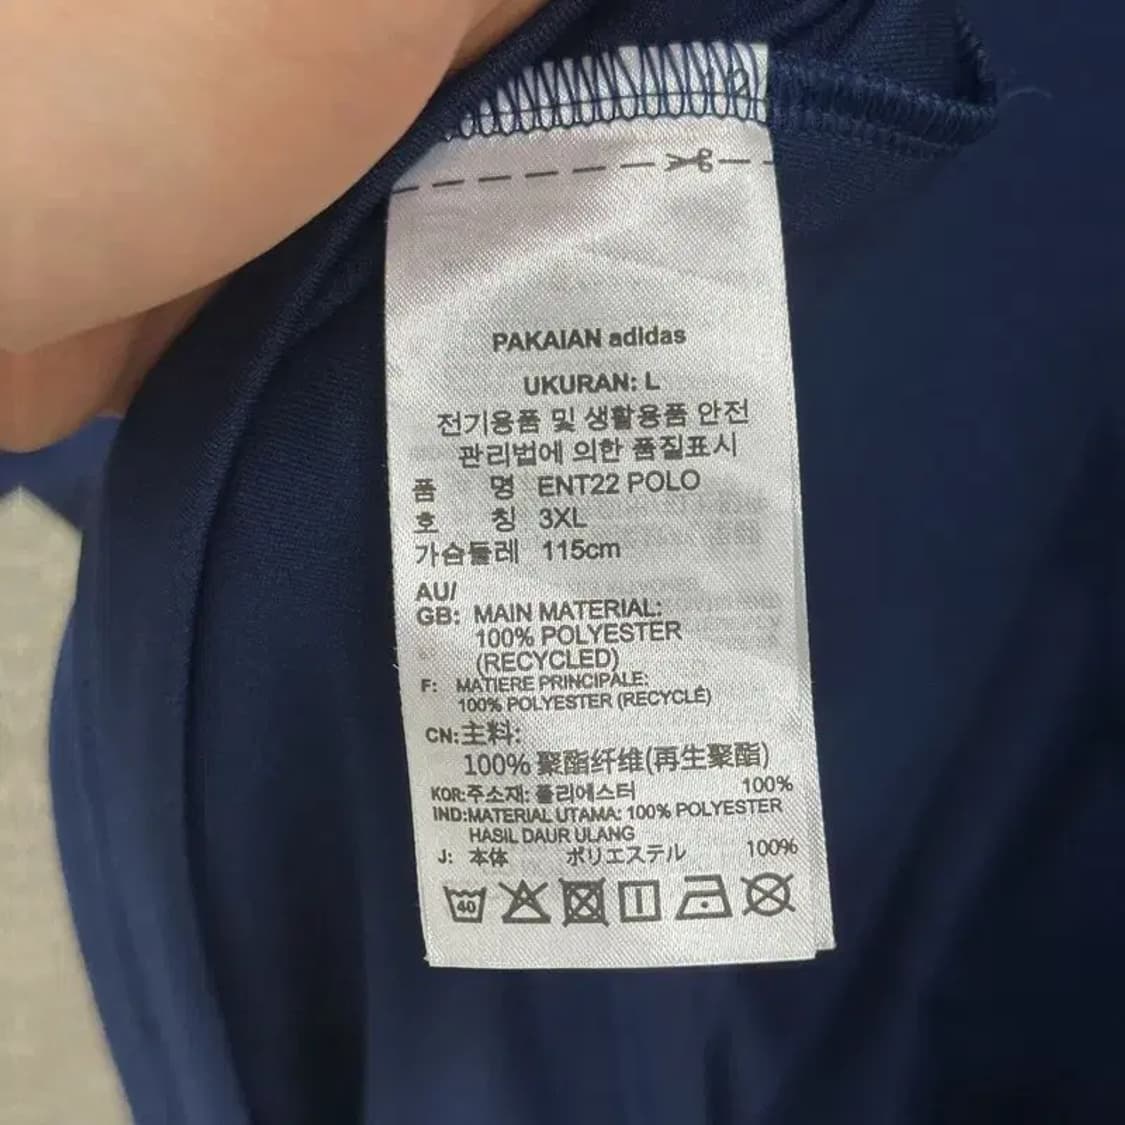 PAKAIAN adidas
UKURAN: L
전기용품 및 생활용품 안전
관리법에 의한 품질표시
품 명 ENT22 POLO
호 칭 3XL
가슴둘레 115cm
AU/
GB: MAIN MATERIAL:
100% POLYESTER
(RECYCLED)
F: MATIERE PRINCIPALE:
100% POLYESTER (RECYCLÉ)
CN:主料:
100% 聚酯纤维(再生聚酯)
KOR:주소재: 폴리에스터 100%
IND:MATERIAL UTAMA: 100% POLYESTER
HASIL DAUR ULANG
J: 本体 ポリエステル 100%
40